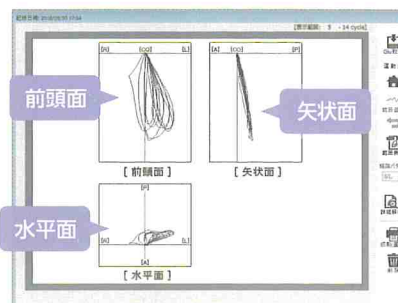 [表示範囲: 5 - 14 cycle]
[R] [CO] [L]
[A] [CO] [P]
前頭面
矢状面
[ 前頭面 ]
[ 矢状面 ]
[P]
水平面
[R] [L]
[A]
[ 水平面 ]